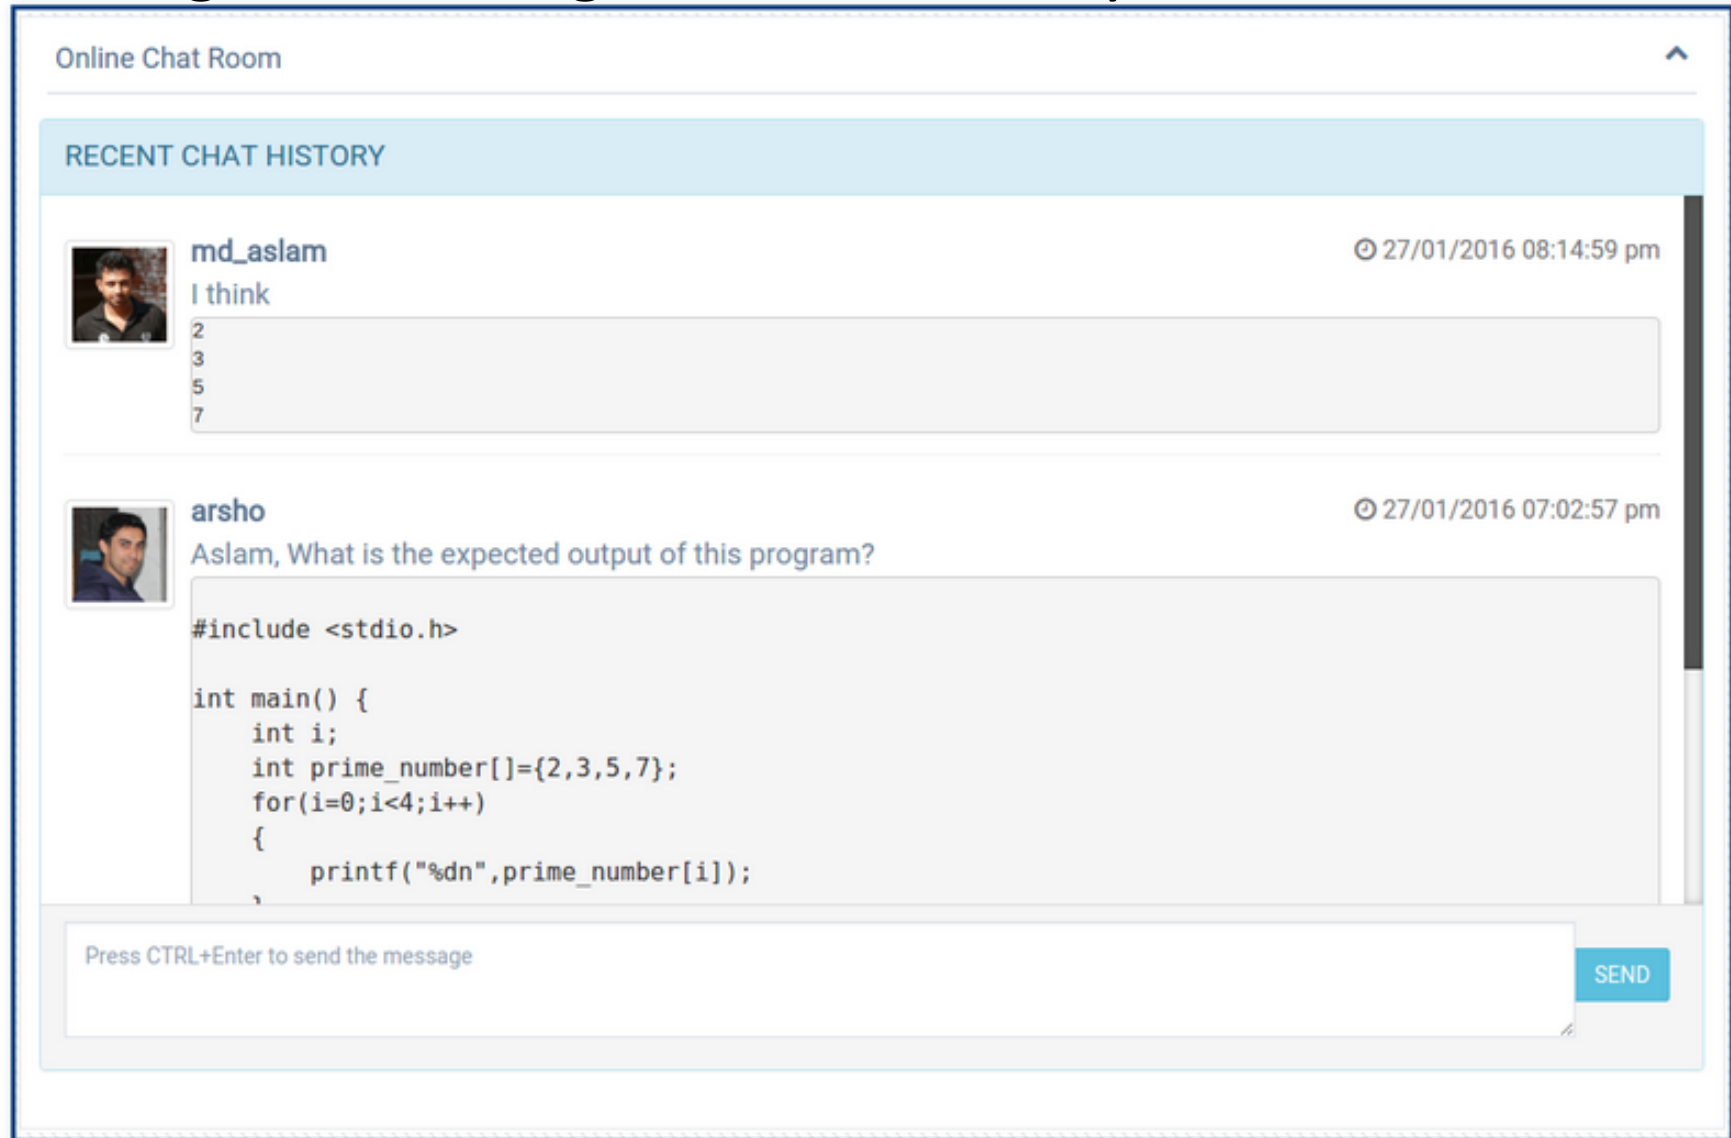 Online Chat Room
RECENT CHAT HISTORY
md_aslam
27/01/2016 08:14:59 pm
I think
2
3
5
7
arsho
27/01/2016 07:02:57 pm
Aslam, What is the expected output of this program?
#include <stdio.h>
int main() {
int i;
int prime_number[]={2,3,5,7};
for(i=0;i<4;i++)
{
printf("%dn",prime_number[i]);
Press CTRL+Enter to send the message
SEND